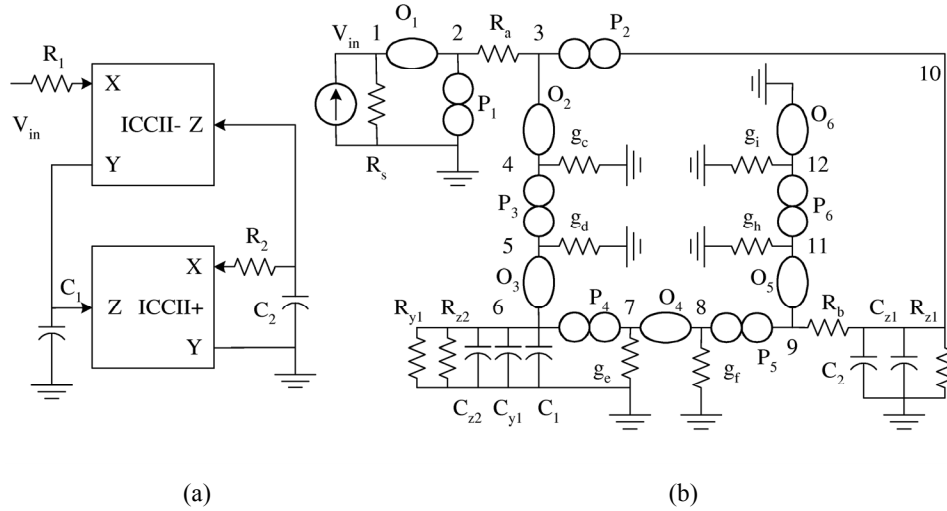 R1
Vin
X
ICCII- Z
Y
R2
X
C1
Z ICCII+
C2
Y
(a)
Vin 1 O1 2 Ra 3 P2
10
P1
Rs
O2
O6
4 gc
gi 12
P3
P6
5 gd
gh 11
O3
O5
Ry1 Rz2 6 P4 7 O4 8 9 Rb Cz1 Rz1
P5
ge gf C2
Cz2 Cy1 C1
(b)